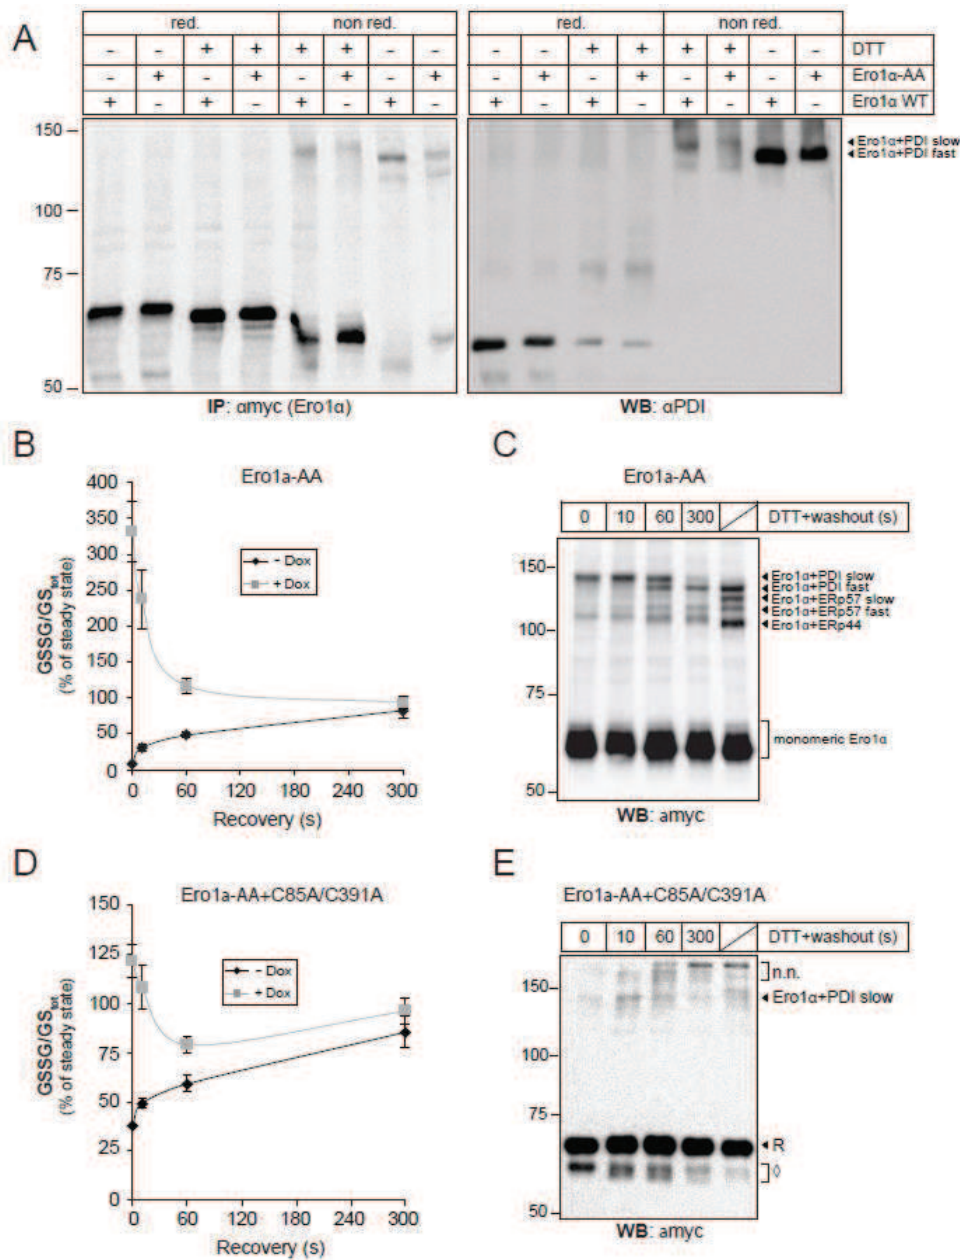 A
red. non red. red. non red.
- - + + + + - - - - + + + + - - DTT
- + - + - + - + - + - + - + - + Ero1α-AA
+ - + - + - + - + - + - + - + - Ero1α WT
150
100
75
50
Ero1α+PDI slow
Ero1α+PDI fast
IP: αmyc (Ero1α) WB: αPDI
B
Ero1a-AA
400
350
300
250
200
150
100
50
0
GSSG/GS tot
(% of steady state)
- Dox
+ Dox
0 60 120 180 240 300
Recovery (s)
C
Ero1a-AA
0 10 60 300 DTT+washout (s)
150
100
75
50
Ero1α+PDI slow
Ero1α+PDI fast
Ero1α+ERp57 slow
Ero1α+ERp57 fast
Ero1α+ERp44
monomeric Ero1α
WB: αmyc
D
Ero1a-AA+C85A/C391A
150
125
100
75
50
25
0
GSSG/GS tot
(% of steady state)
- Dox
+ Dox
0 60 120 180 240 300
Recovery (s)
E
Ero1a-AA+C85A/C391A
0 10 60 300 DTT+washout (s)
150
100
75
50
n.n.
Ero1α+PDI slow
R
◊
WB: αmyc